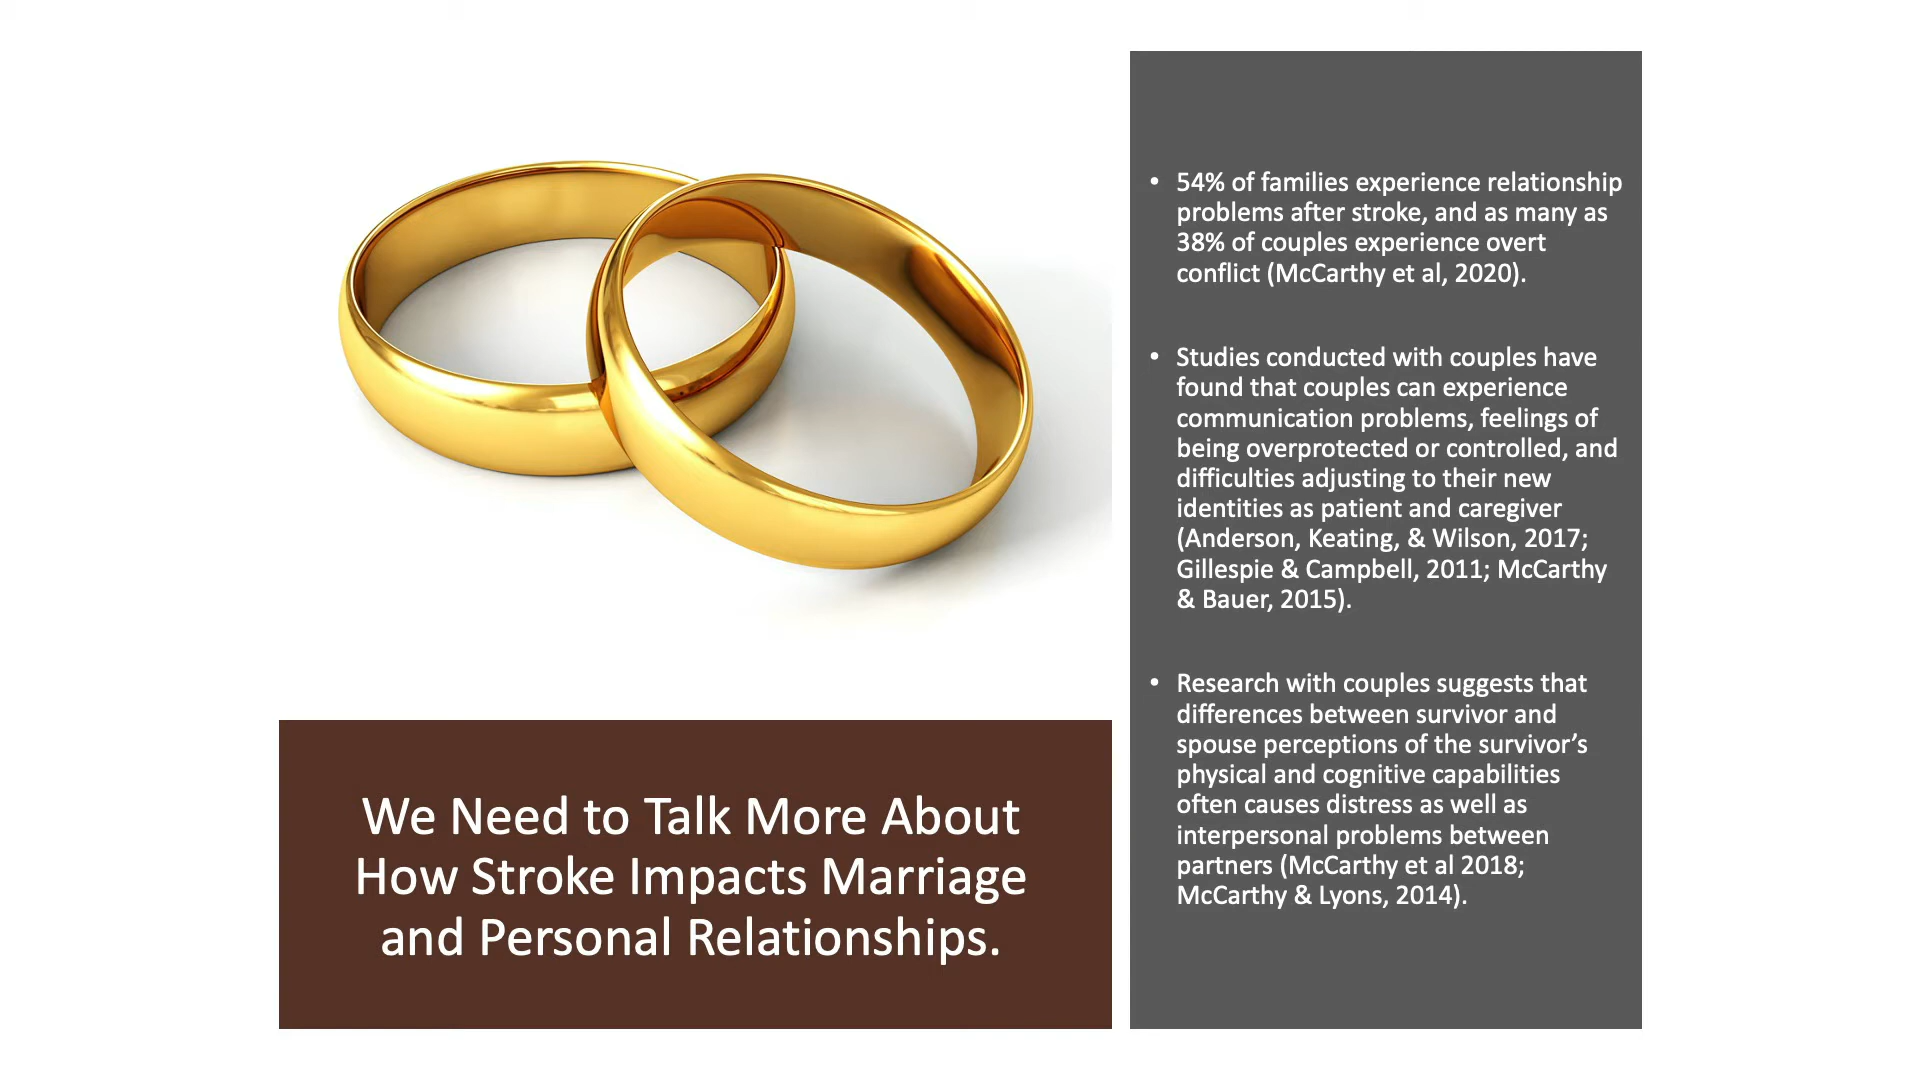 We Need to Talk More About
How Stroke Impacts Marriage
and Personal Relationships.
• 54% of families experience relationship
problems after stroke, and as many as
38% of couples experience overt
conflict (McCarthy et al, 2020).
• Studies conducted with couples have
found that couples can experience
communication problems, feelings of
being overprotected or controlled, and
difficulties adjusting to their new
identities as patient and caregiver
(Anderson, Keating, & Wilson, 2017;
Gillespie & Campbell, 2011; McCarthy
& Bauer, 2015).
• Research with couples suggests that
differences between survivor and
spouse perceptions of the survivor’s
physical and cognitive capabilities
often causes distress as well as
interpersonal problems between
partners (McCarthy et al 2018;
McCarthy & Lyons, 2014).